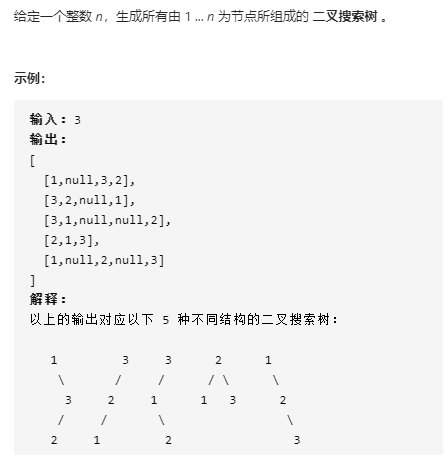 给定一个整数 n，生成所有由 1 ... n 为节点所组成的 二叉搜索树 。
示例：
输入：3
输出：
[
  [1,null,3,2],
  [3,2,null,1],
  [3,1,null,null,2],
  [2,1,3],
  [1,null,2,null,3]
]
解释：
以上的输出对应以下 5 种不同结构的二叉搜索树：
   1         3     3      2      1
    \       /     /      / \      \
     3     2     1      1   3      2
    /     /       \                 \
   2     1         2                 3